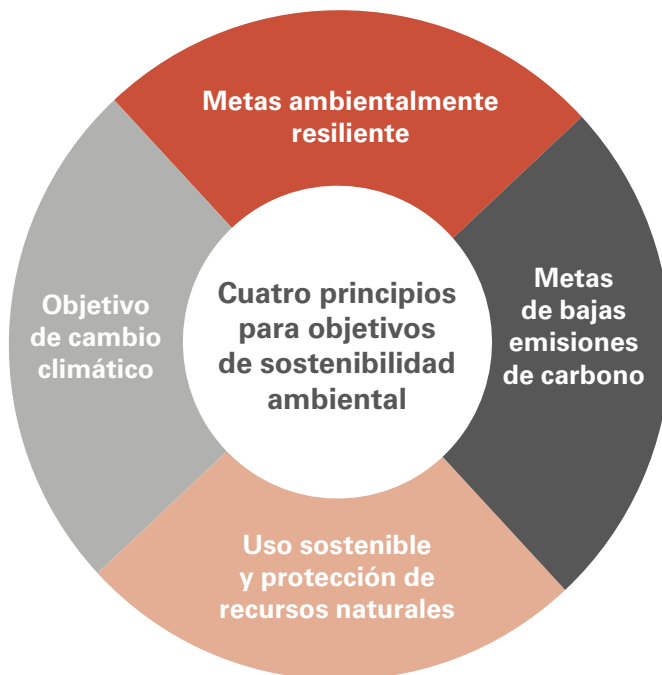 Metas ambientalmente
resiliente
Metas
de bajas
emisiones
de carbono
Uso sostenible
y protección de
recursos naturales
Objetivo
de cambio
climático
Cuatro principios
para objetivos
de sostenibilidad
ambiental